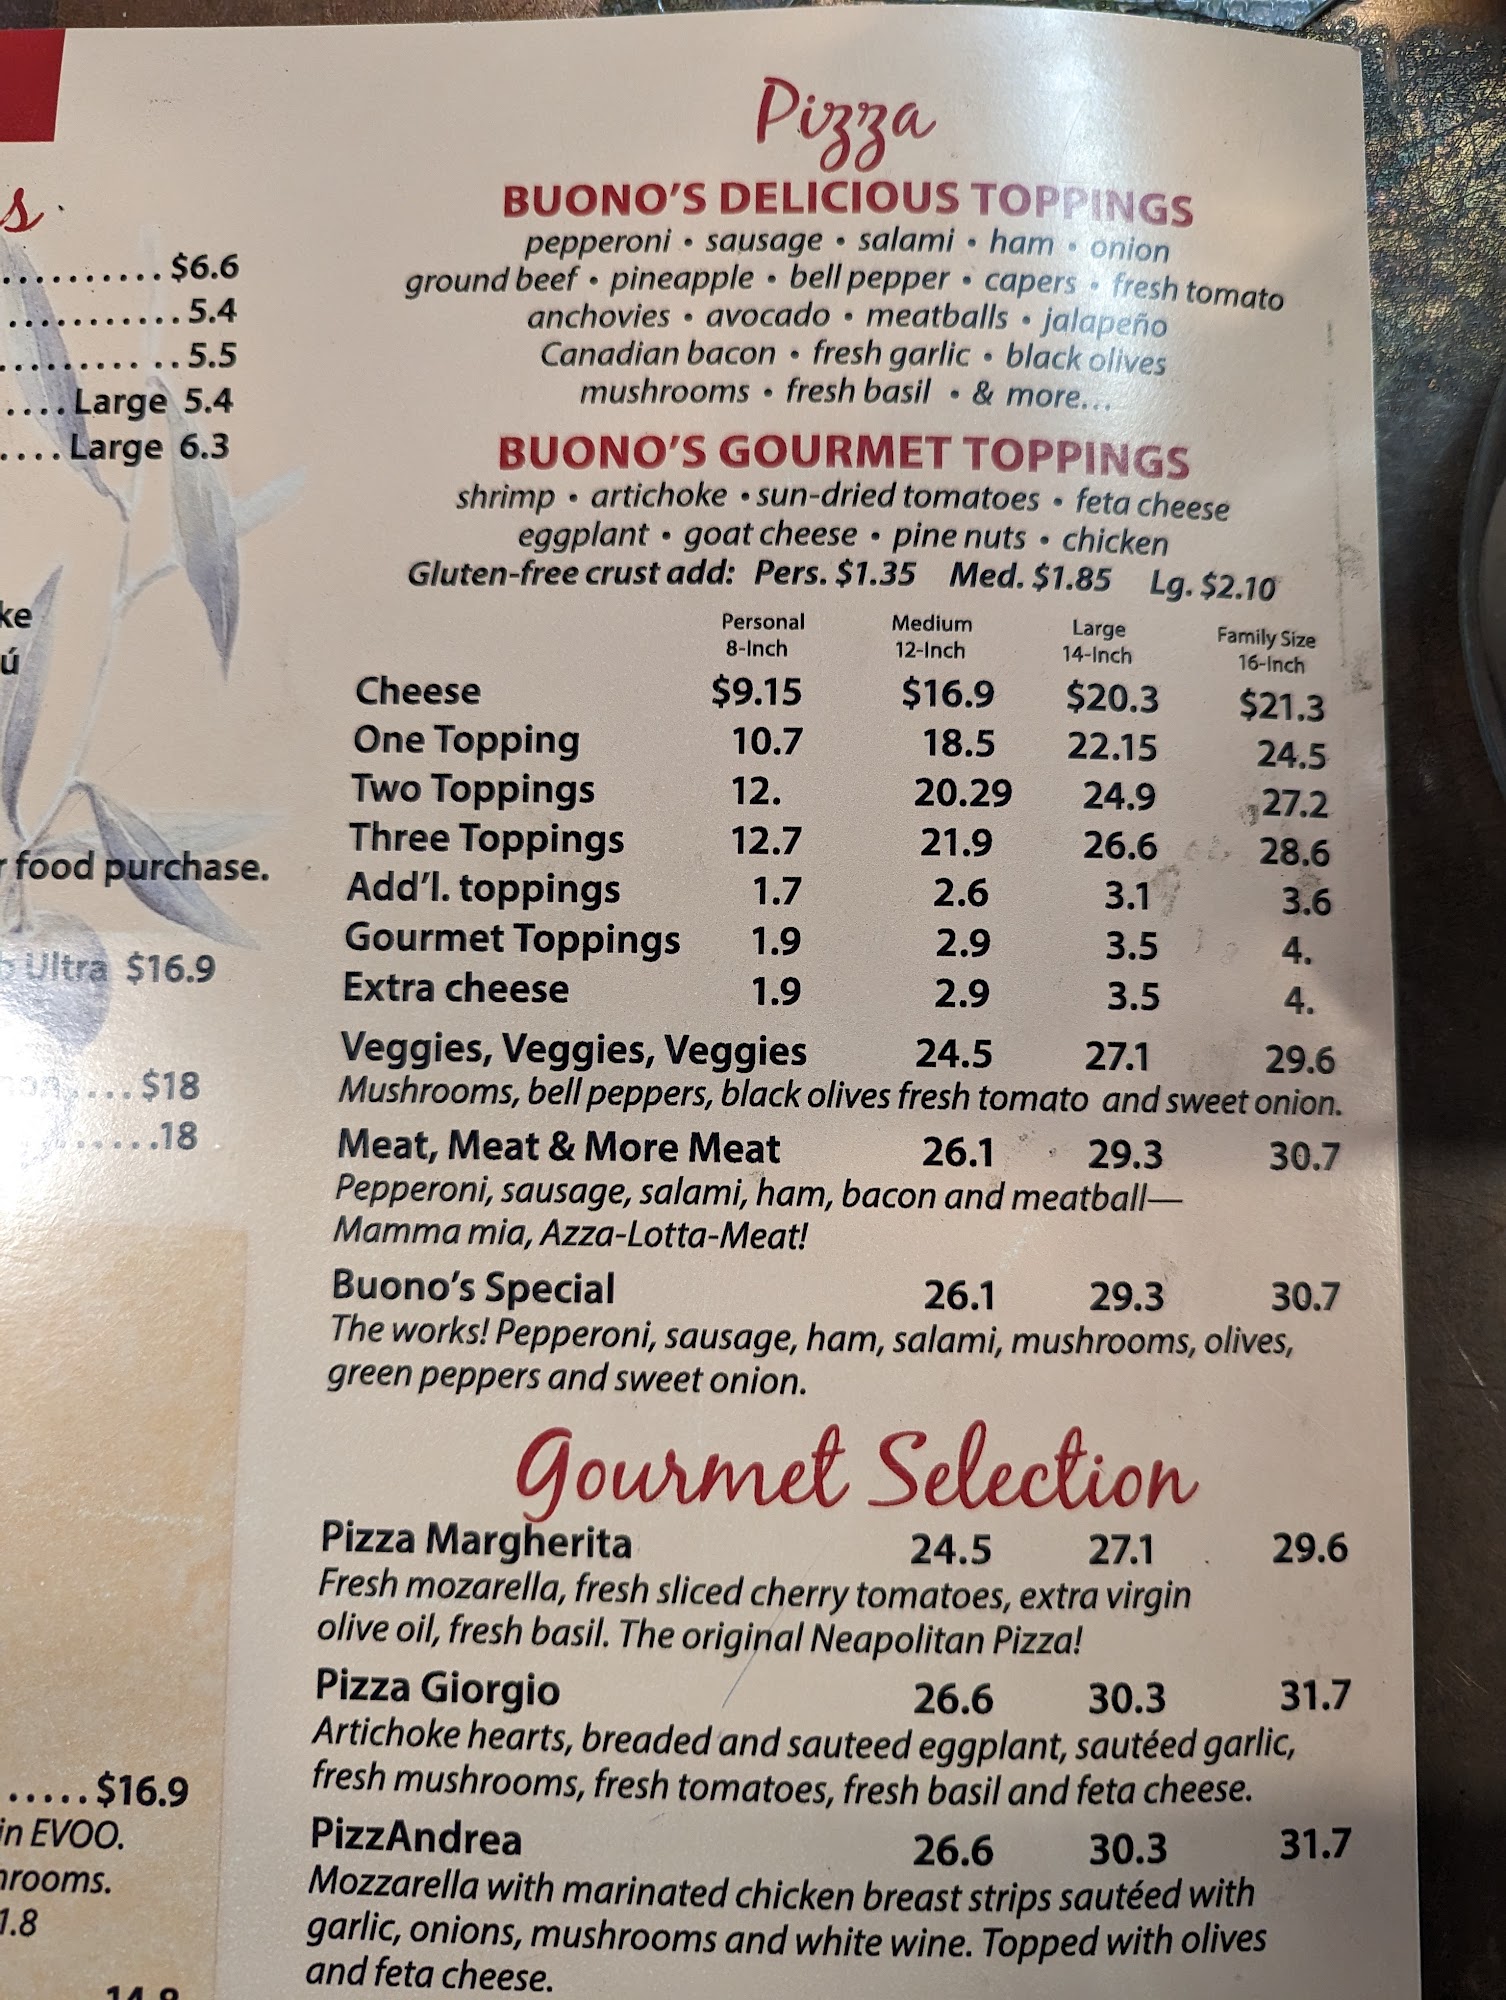 s
.......... $6.6
............ 5.4
............ 5.5
.... Large 5.4
.... Large 6.3
ke
ú
food purchase.
Ultra $16.9
.... $18
.......18
..... $16.9
in EVOO.
rooms.
1.8
14.8
Pizza
BUONO'S DELICIOUS TOPPINGS
pepperoni • sausage • salami • ham • onion
ground beef • pineapple • bell pepper • capers • fresh tomato
anchovies • avocado • meatballs • jalapeño
Canadian bacon • fresh garlic • black olives
mushrooms • fresh basil • & more...
BUONO'S GOURMET TOPPINGS
shrimp • artichoke • sun-dried tomatoes • feta cheese
eggplant • goat cheese • pine nuts • chicken
Gluten-free crust add: Pers. $1.35 Med. $1.85 Lg. $2.10
Personal Medium Large Family Size
8-Inch 12-Inch 14-Inch 16-Inch
Cheese $9.15 $16.9 $20.3 $21.3
One Topping 10.7 18.5 22.15 24.5
Two Toppings 12. 20.29 24.9 27.2
Three Toppings 12.7 21.9 26.6 28.6
Add'l. toppings 1.7 2.6 3.1 3.6
Gourmet Toppings 1.9 2.9 3.5 4.
Extra cheese 1.9 2.9 3.5 4.
Veggies, Veggies, Veggies 24.5 27.1 29.6
Mushrooms, bell peppers, black olives fresh tomato and sweet onion.
Meat, Meat & More Meat 26.1 29.3 30.7
Pepperoni, sausage, salami, ham, bacon and meatball—
Mamma mia, Azza-Lotta-Meat!
Buono's Special 26.1 29.3 30.7
The works! Pepperoni, sausage, ham, salami, mushrooms, olives,
green peppers and sweet onion.
Gourmet Selection
Pizza Margherita 24.5 27.1 29.6
Fresh mozarella, fresh sliced cherry tomatoes, extra virgin
olive oil, fresh basil. The original Neapolitan Pizza!
Pizza Giorgio 26.6 30.3 31.7
Artichoke hearts, breaded and sauteed eggplant, sautéed garlic,
fresh mushrooms, fresh tomatoes, fresh basil and feta cheese.
PizzAndrea 26.6 30.3 31.7
Mozzarella with marinated chicken breast strips sautéed with
garlic, onions, mushrooms and white wine. Topped with olives
and feta cheese.